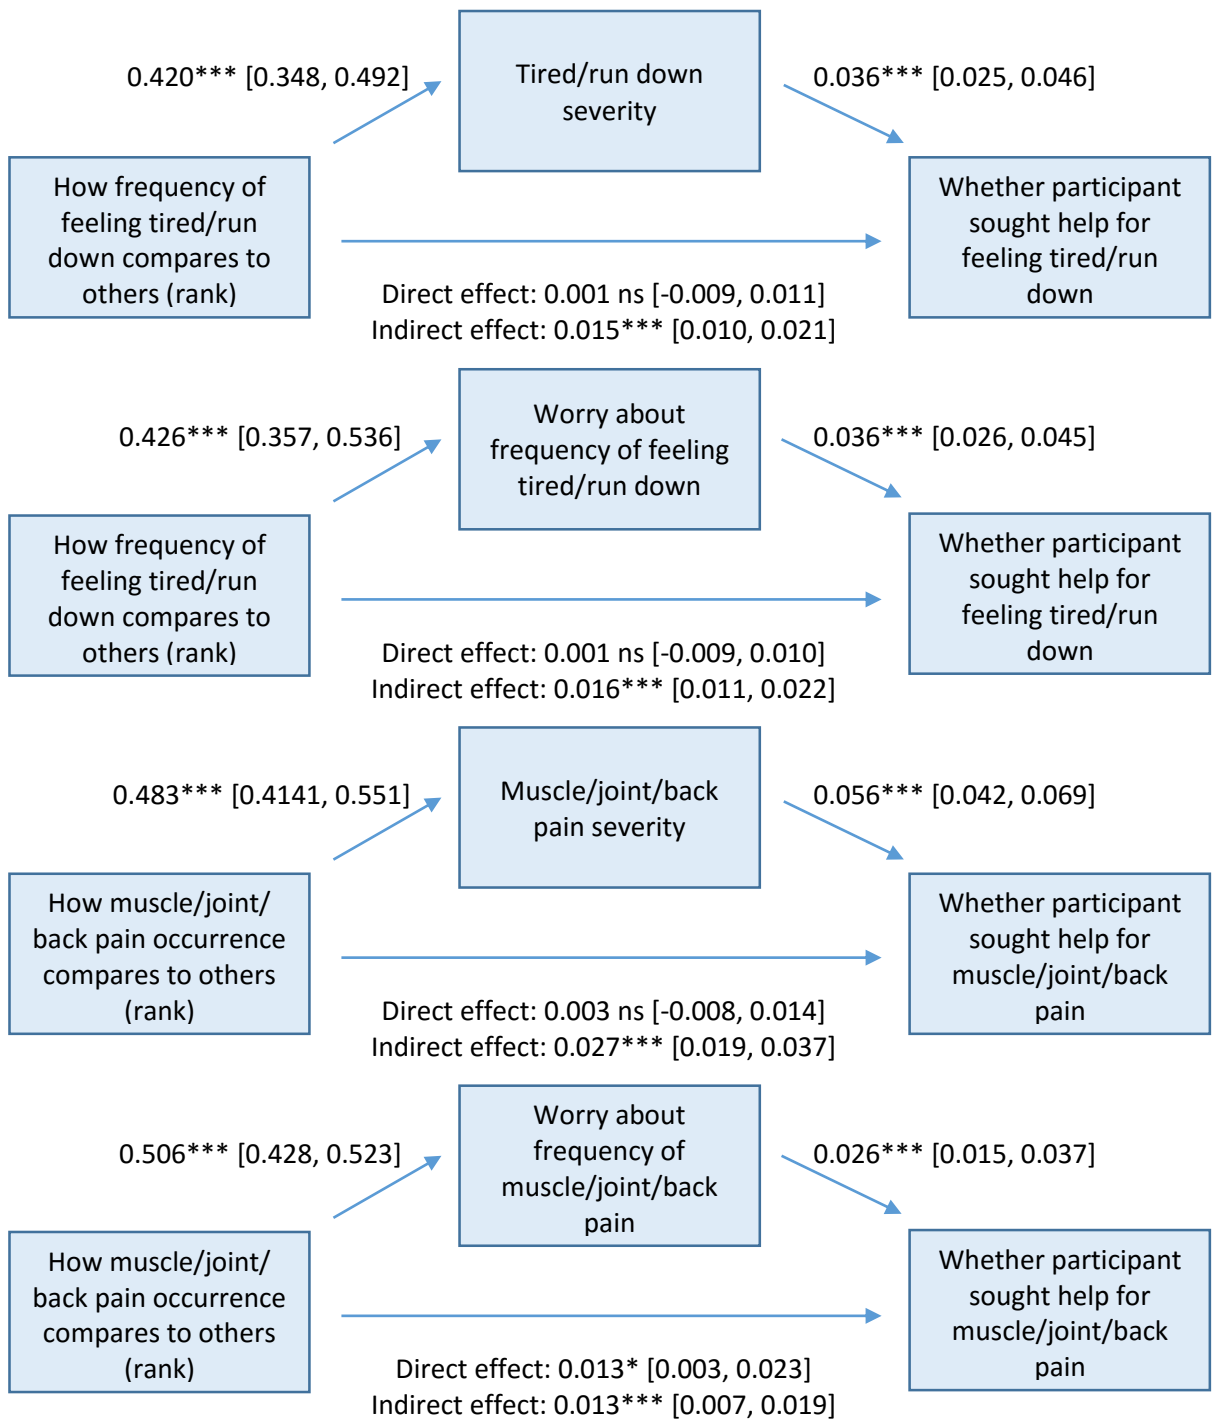 Tired/run down
severity
0.420*** [0.348, 0.492]
0.036*** [0.025, 0.046]
How frequency of
feeling tired/run
down compares to
others (rank)
Whether participant
sought help for
feeling tired/run
down
Direct effect: 0.001 ns [-0.009, 0.011]
Indirect effect: 0.015*** [0.010, 0.021]
Worry about
frequency of feeling
tired/run down
0.426*** [0.357, 0.536]
0.036*** [0.026, 0.045]
How frequency of
feeling tired/run
down compares to
others (rank)
Whether participant
sought help for
feeling tired/run
down
Direct effect: 0.001 ns [-0.009, 0.010]
Indirect effect: 0.016*** [0.011, 0.022]
Muscle/joint/back
pain severity
0.483*** [0.4141, 0.551]
0.056*** [0.042, 0.069]
How muscle/joint/
back pain occurrence
compares to others
(rank)
Whether participant
sought help for
muscle/joint/back
pain
Direct effect: 0.003 ns [-0.008, 0.014]
Indirect effect: 0.027*** [0.019, 0.037]
Worry about
frequency of
muscle/joint/back
pain
0.506*** [0.428, 0.523]
0.026*** [0.015, 0.037]
How muscle/joint/
back pain occurrence
compares to others
(rank)
Whether participant
sought help for
muscle/joint/back
pain
Direct effect: 0.013* [0.003, 0.023]
Indirect effect: 0.013*** [0.007, 0.019]